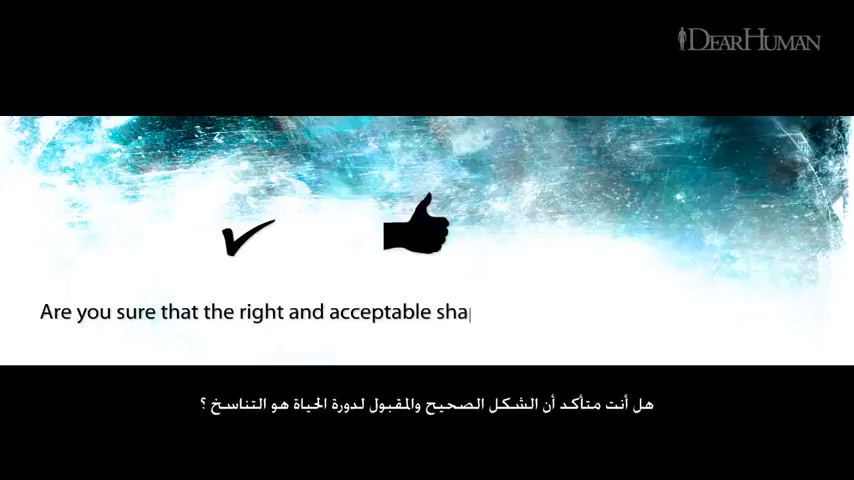 DEARHUMAN
Are you sure that the right and acceptable sha
هل أنت متأكد أن الشكل الصحيح والمقبول لدورة الحياة هو التناسخ ؟